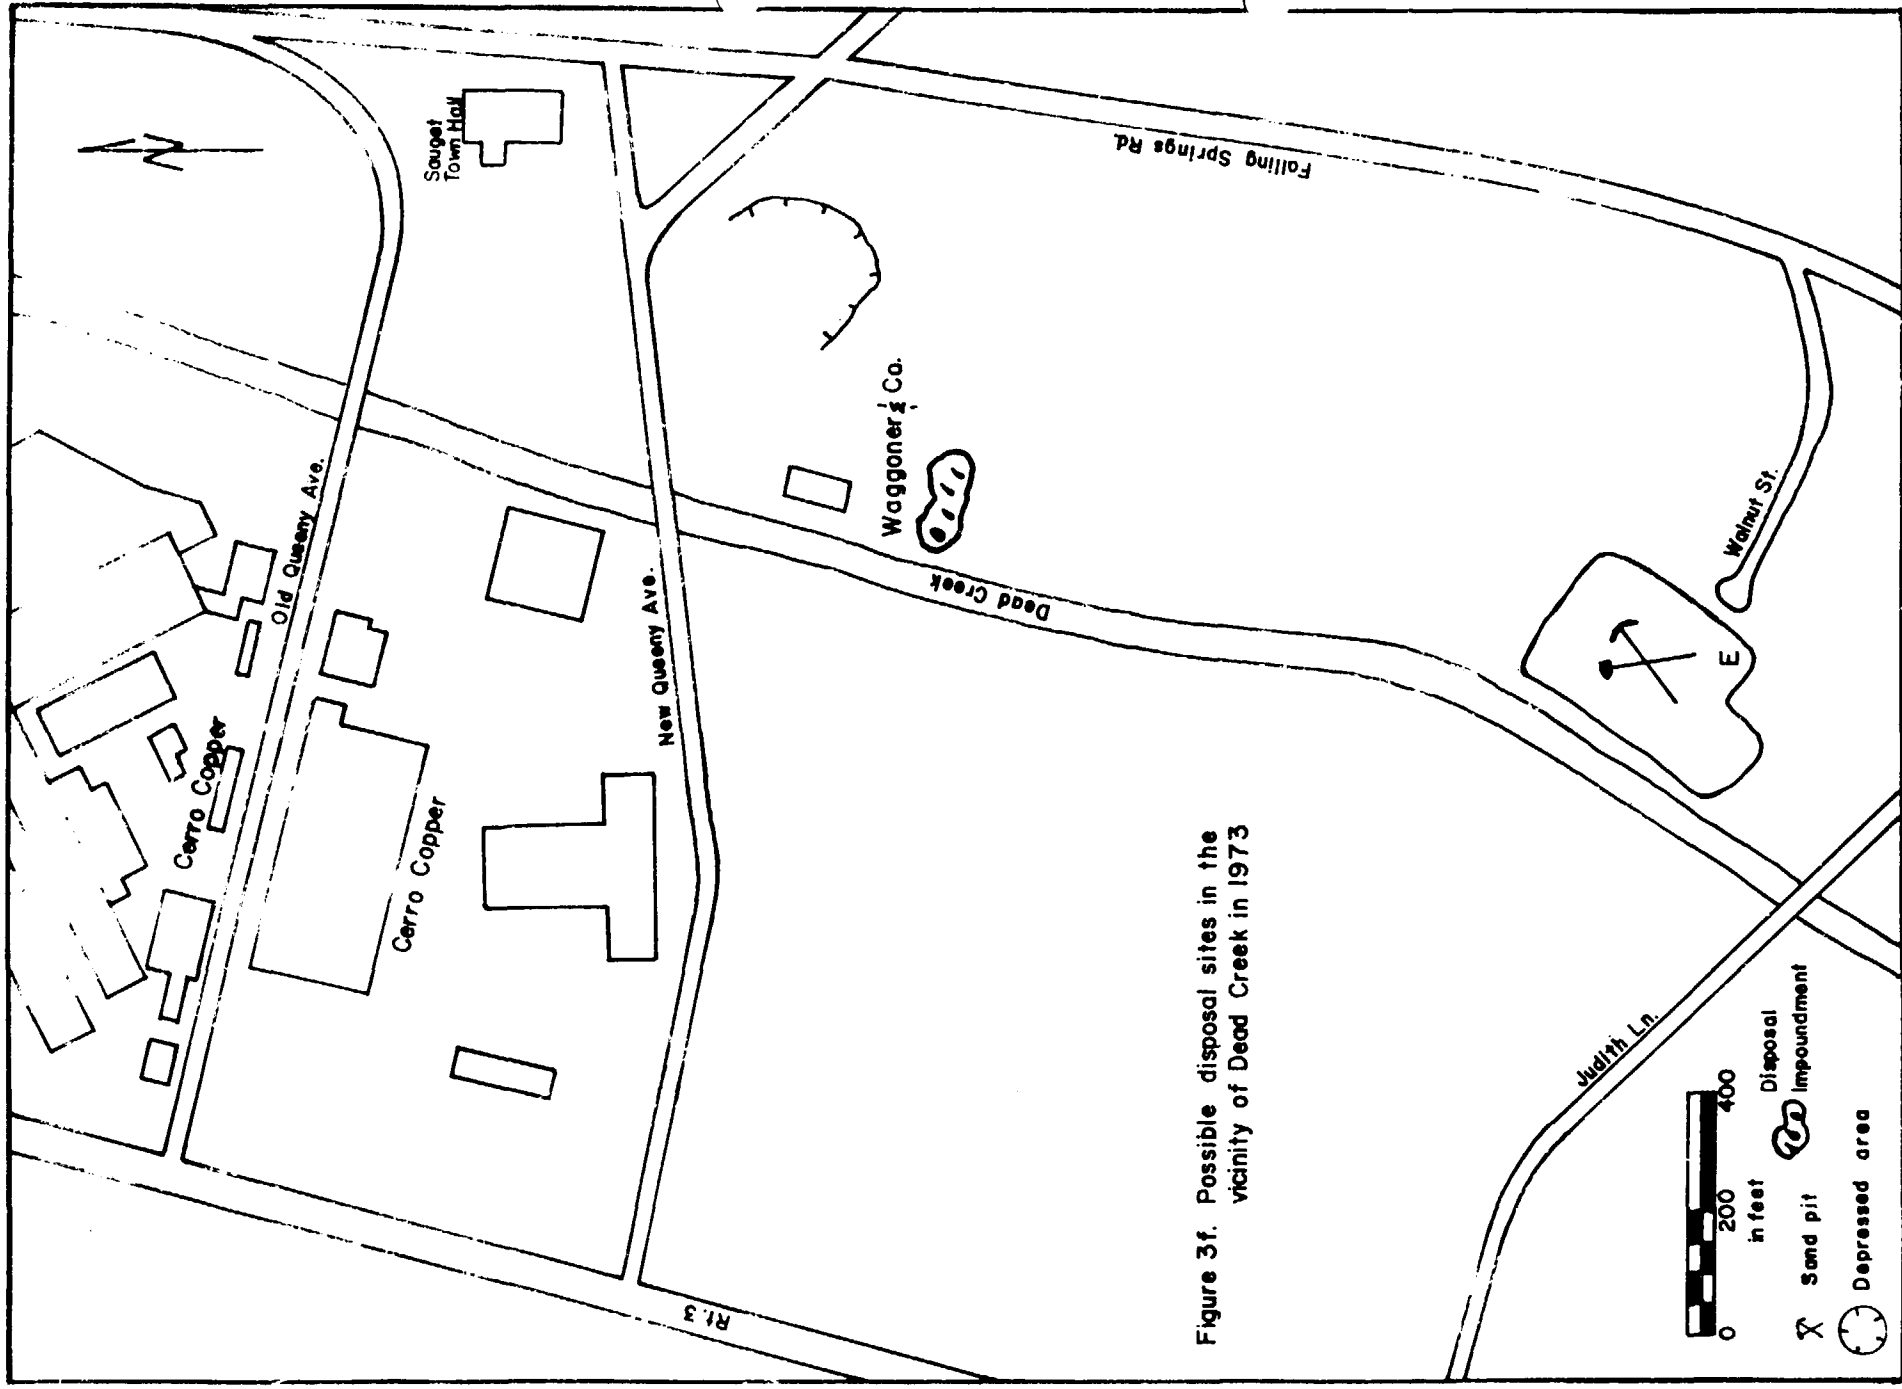 N
Sauget
Town Hall
Old Queeny Ave.
Cerro Copper
Cerro Copper
New Queeny Ave.
Waggoner & Co.
Dead Creek
Falling Springs Rd.
Walnut St.
E
Judith Ln.
Rt. 3
Figure 3f. Possible disposal sites in the
vicinity of Dead Creek in 1973
0 200 400
in feet
Sand pit
Disposal
Impoundment
Depressed area